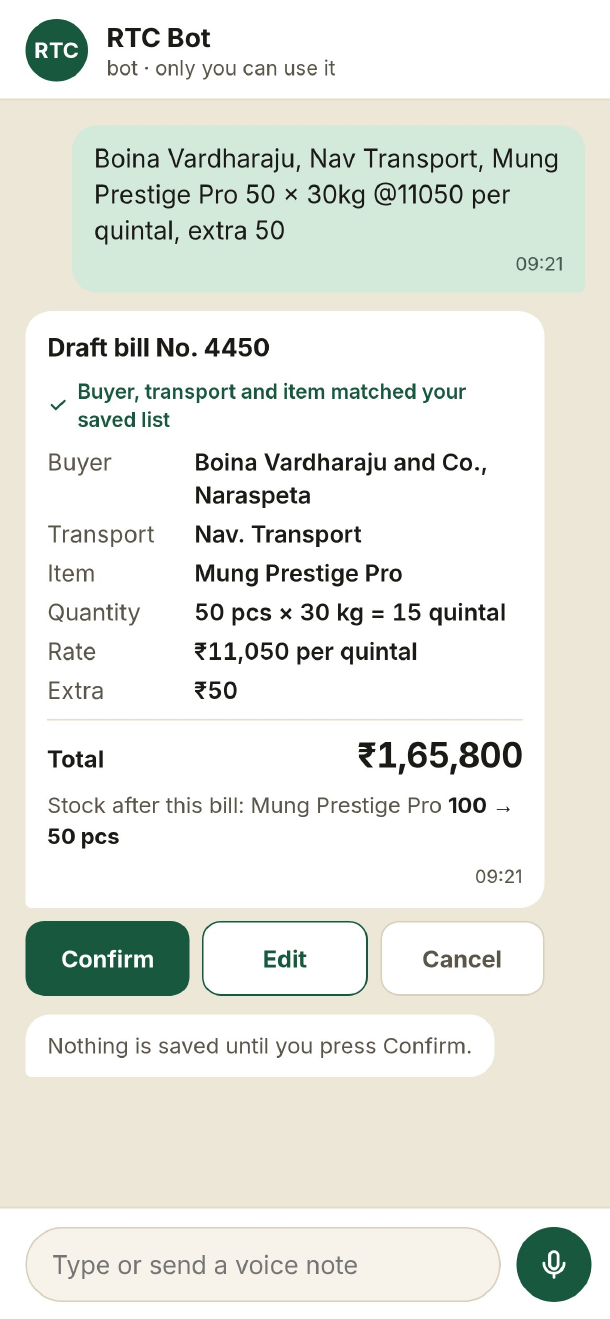 RTC
RTC Bot
bot · only you can use it
Boina Vardharaju, Nav Transport, Mung
Prestige Pro 50 × 30kg @11050 per
quintal, extra 50
09:21
Draft bill No. 4450
✓ Buyer, transport and item matched your
saved list
Buyer Boina Vardharaju and Co.,
Naraspeta
Transport Nav. Transport
Item Mung Prestige Pro
Quantity 50 pcs × 30 kg = 15 quintal
Rate ₹11,050 per quintal
Extra ₹50
Total ₹1,65,800
Stock after this bill: Mung Prestige Pro 100 →
50 pcs
09:21
Confirm Edit Cancel
Nothing is saved until you press Confirm.
Type or send a voice note